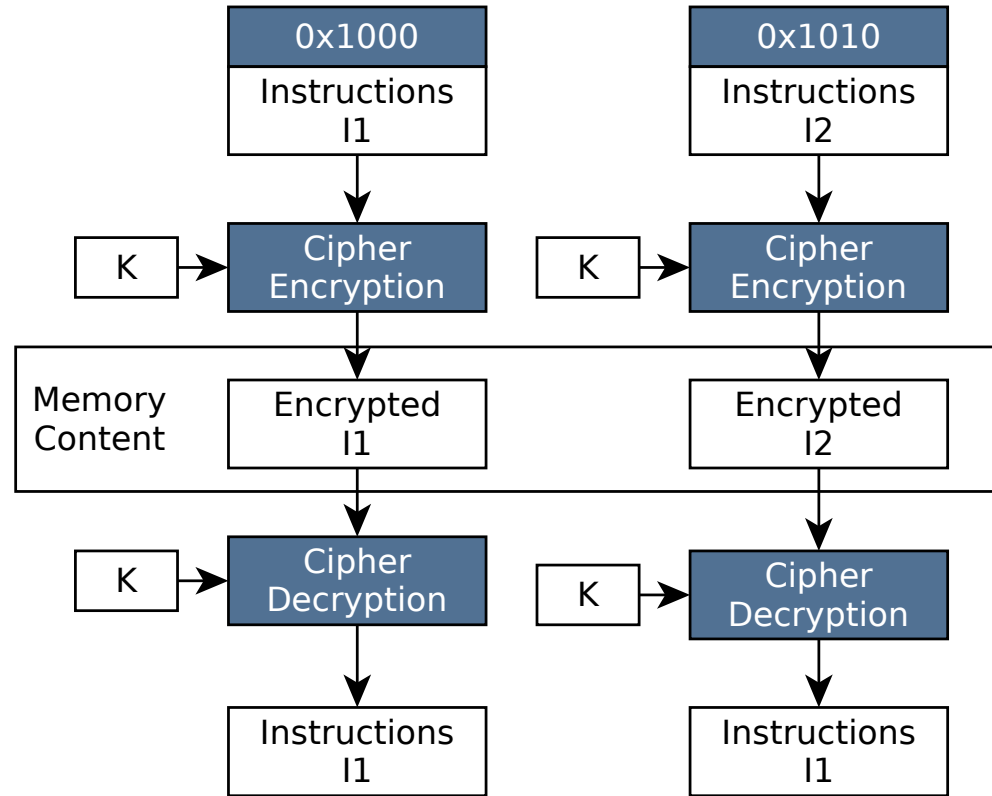 0x1000
0x1010
Instructions
I1
Instructions
I2
K
Cipher
Encryption
K
Cipher
Encryption
Memory
Content
Encrypted
I1
Encrypted
I2
K
Cipher
Decryption
K
Cipher
Decryption
Instructions
I1
Instructions
I1